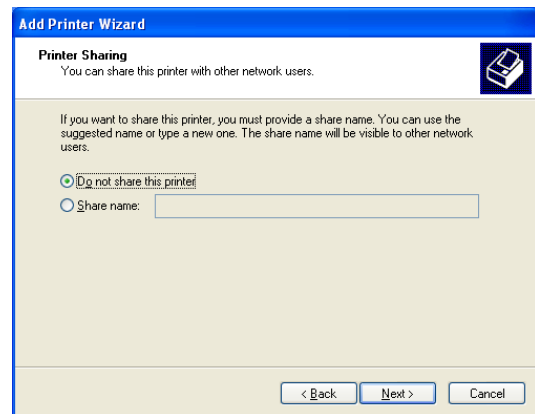 Add Printer Wizard
Printer Sharing
You can share this printer with other network users.
If you want to share this printer, you must provide a share name. You can use the
suggested name or type a new one. The share name will be visible to other network
users.
Do not share this printer
Share name:
< Back Next > Cancel